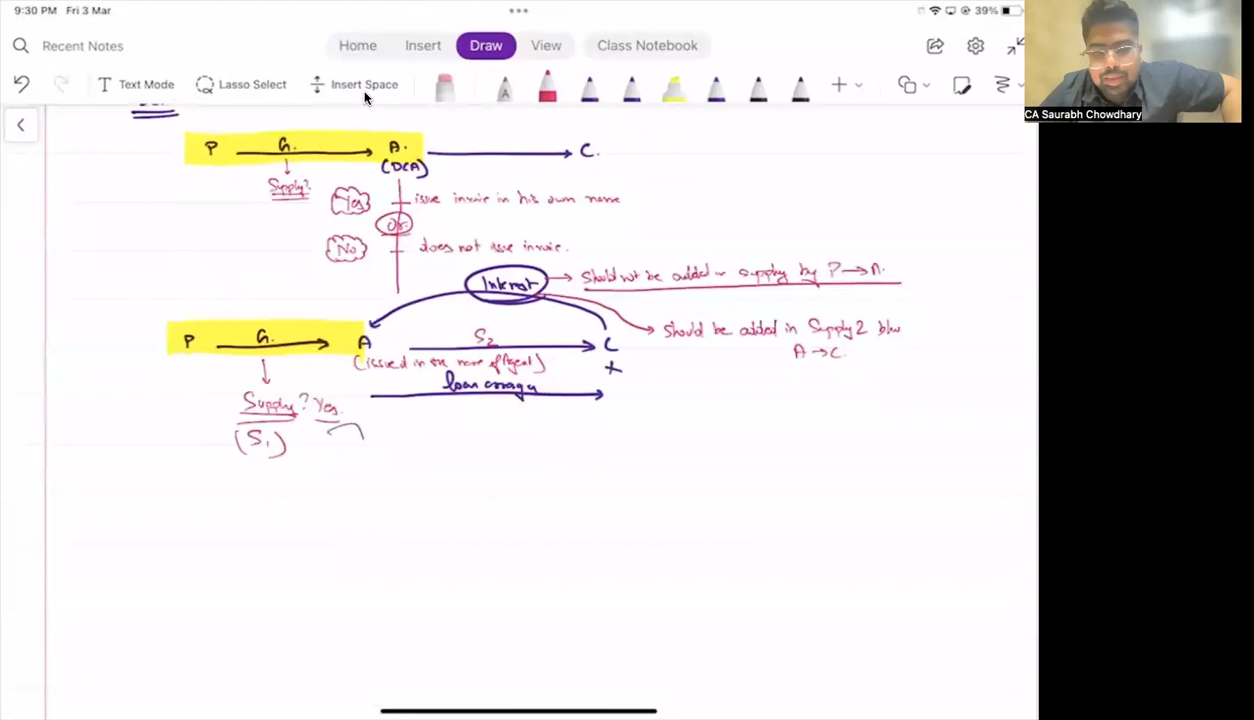 9:30 PM Fri 3 Mar
39%
Recent Notes
Home Insert Draw View Class Notebook
Text Mode Lasso Select Insert Space
CA Saurabh Chowdhary
P G. A. C.
(DCA)
Supply?
Yes issue invoice in his own name
Or
No does not issue invoice.
Interest Should not be added in supply by P → A.
Should be added in Supply 2 b/w
A → C.
P G. A S2 C
(issued in the name of Agent)
+
loan
Supply? Yes.
(S1)